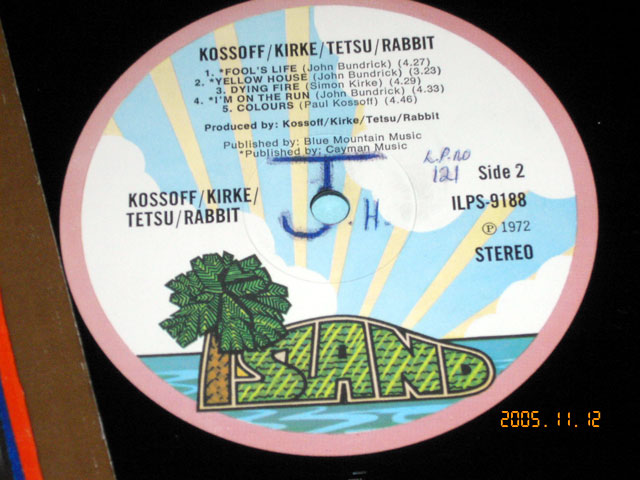 KOSSOFF/KIRKE/TETSU/RABBIT
1. *FOOL'S LIFE (John Bundrick) (4.27)
2. *YELLOW HOUSE (John Bundrick) (3.23)
3. DYING FIRE (Simon Kirke) (4.29)
4. *I'M ON THE RUN (John Bundrick) (4.33)
5. COLOURS (Paul Kossoff) (4.46)
Produced by: Kossoff/Kirke/Tetsu/Rabbit
Published by: Blue Mountain Music
*Published by: Cayman Music
L.P. NO
121
Side 2
KOSSOFF/KIRKE/
TETSU/RABBIT
J. H.
ILPS-9188
℗ 1972
STEREO
ISLAND
2005.11.12